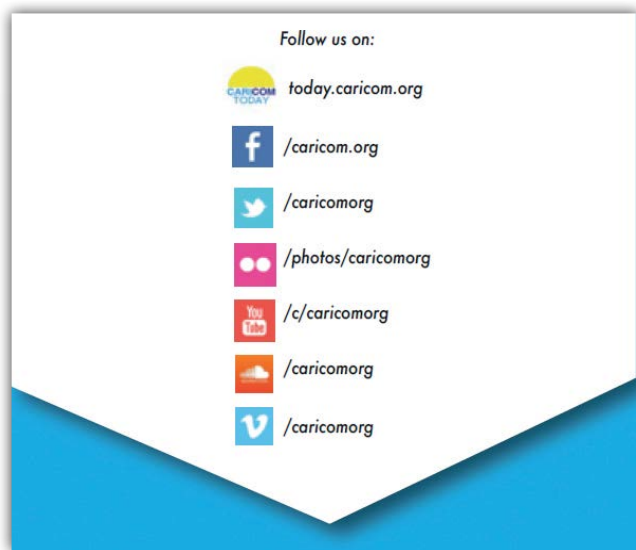 Follow us on:
CARICOM
TODAY
today.caricom.org
f
/caricom.org
/caricomorg
/photos/caricomorg
You
Tube
/c/caricomorg
/caricomorg
/caricomorg